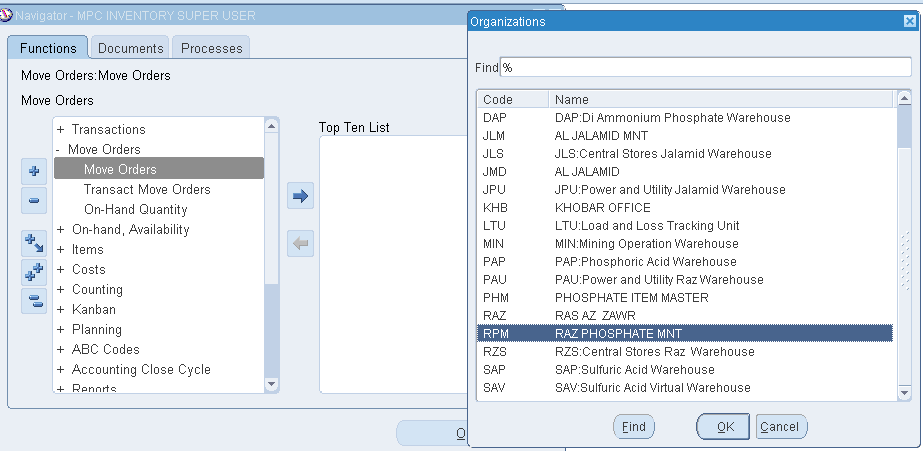 Navigator - MPC INVENTORY SUPER USER
Functions
Documents
Processes
Move Orders:Move Orders
Move Orders
+ Transactions
- Move Orders
Move Orders
Transact Move Orders
On-Hand Quantity
+ On-hand, Availability
+ Items
+ Costs
+ Counting
+ Kanban
+ Planning
+ ABC Codes
+ Accounting Close Cycle
+ Reports
Top Ten List
Organizations
Find %
Code Name
DAP DAP:Di Ammonium Phosphate Warehouse
JLM AL JALAMID MNT
JLS JLS:Central Stores Jalamid Warehouse
JMD AL JALAMID
JPU JPU:Power and Utility Jalamid Warehouse
KHB KHOBAR OFFICE
LTU LTU:Load and Loss Tracking Unit
MIN MIN:Mining Operation Warehouse
PAP PAP:Phosphoric Acid Warehouse
PAU PAU:Power and Utility Raz Warehouse
PHM PHOSPHATE ITEM MASTER
RAZ RAS AZ ZAWR
RPM RAZ PHOSPHATE MNT
RZS RZS:Central Stores Raz Warehouse
SAP SAP:Sulfuric Acid Warehouse
SAV SAV:Sulfuric Acid Virtual Warehouse
Find
OK
Cancel